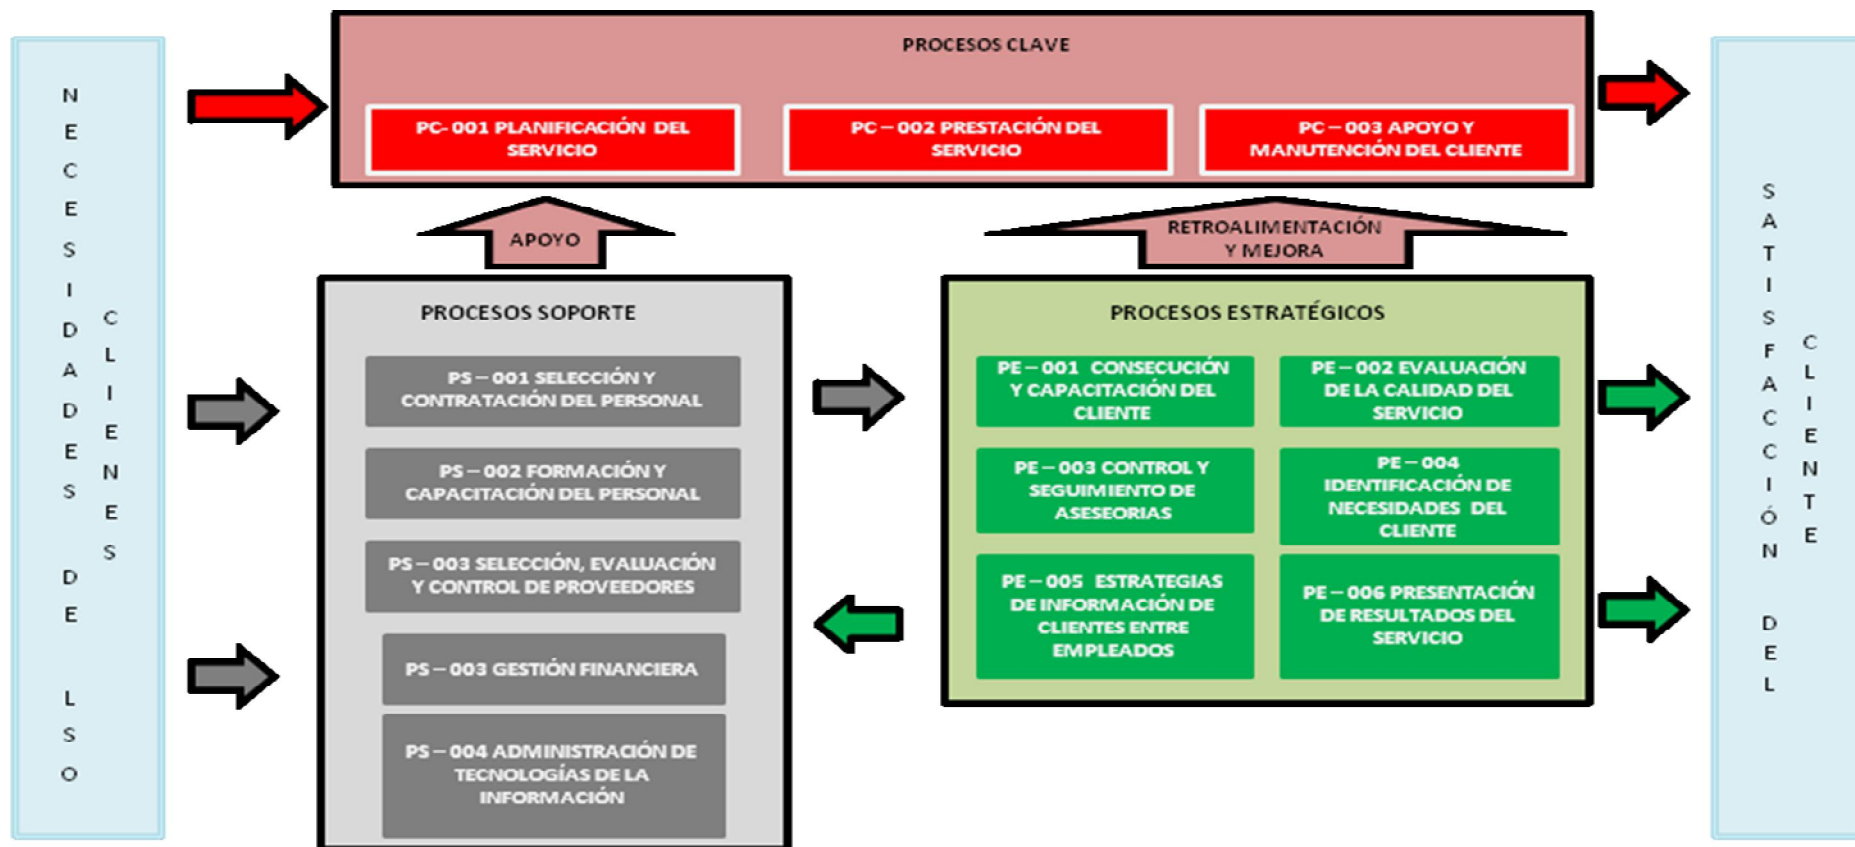 NECESIDADES DE LSO
CLIENES
PROCESOS CLAVE
PC- 001 PLANIFICACIÓN DEL
SERVICIO
PC – 002 PRESTACIÓN DEL
SERVICIO
PC – 003 APOYO Y
MANUTENCIÓN DEL CLIENTE
APOYO
RETROALIMENTACIÓN
Y MEJORA
PROCESOS SOPORTE
PS – 001 SELECCIÓN Y
CONTRATACIÓN DEL PERSONAL
PS – 002 FORMACIÓN Y
CAPACITACIÓN DEL PERSONAL
PS – 003 SELECCIÓN, EVALUACIÓN
Y CONTROL DE PROVEEDORES
PS – 003 GESTIÓN FINANCIERA
PS – 004 ADMINISTRACIÓN DE
TECNOLOGÍAS DE LA
INFORMACIÓN
PROCESOS ESTRATÉGICOS
PE – 001 CONSECUCIÓN
Y CAPACITACIÓN DEL
CLIENTE
PE – 002 EVALUACIÓN
DE LA CALIDAD DEL
SERVICIO
PE – 003 CONTROL Y
SEGUIMIENTO DE
ASESEORIAS
PE – 004
IDENTIFICACIÓN DE
NECESIDADES DEL
CLIENTE
PE – 005 ESTRATEGIAS
DE INFORMACIÓN DE
CLIENTES ENTRE
EMPLEADOS
PE – 006 PRESENTACIÓN
DE RESULTADOS DEL
SERVICIO
SATISFACCIÓN DEL
CLIENTE